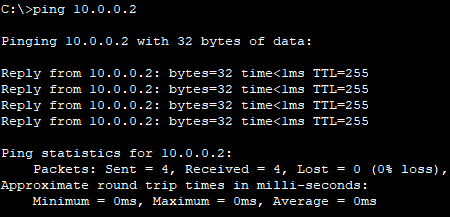 C:\>ping 10.0.0.2
Pinging 10.0.0.2 with 32 bytes of data:
Reply from 10.0.0.2: bytes=32 time<1ms TTL=255
Reply from 10.0.0.2: bytes=32 time<1ms TTL=255
Reply from 10.0.0.2: bytes=32 time<1ms TTL=255
Reply from 10.0.0.2: bytes=32 time<1ms TTL=255
Ping statistics for 10.0.0.2:
Packets: Sent = 4, Received = 4, Lost = 0 (0% loss),
Approximate round trip times in milli-seconds:
Minimum = 0ms, Maximum = 0ms, Average = 0ms